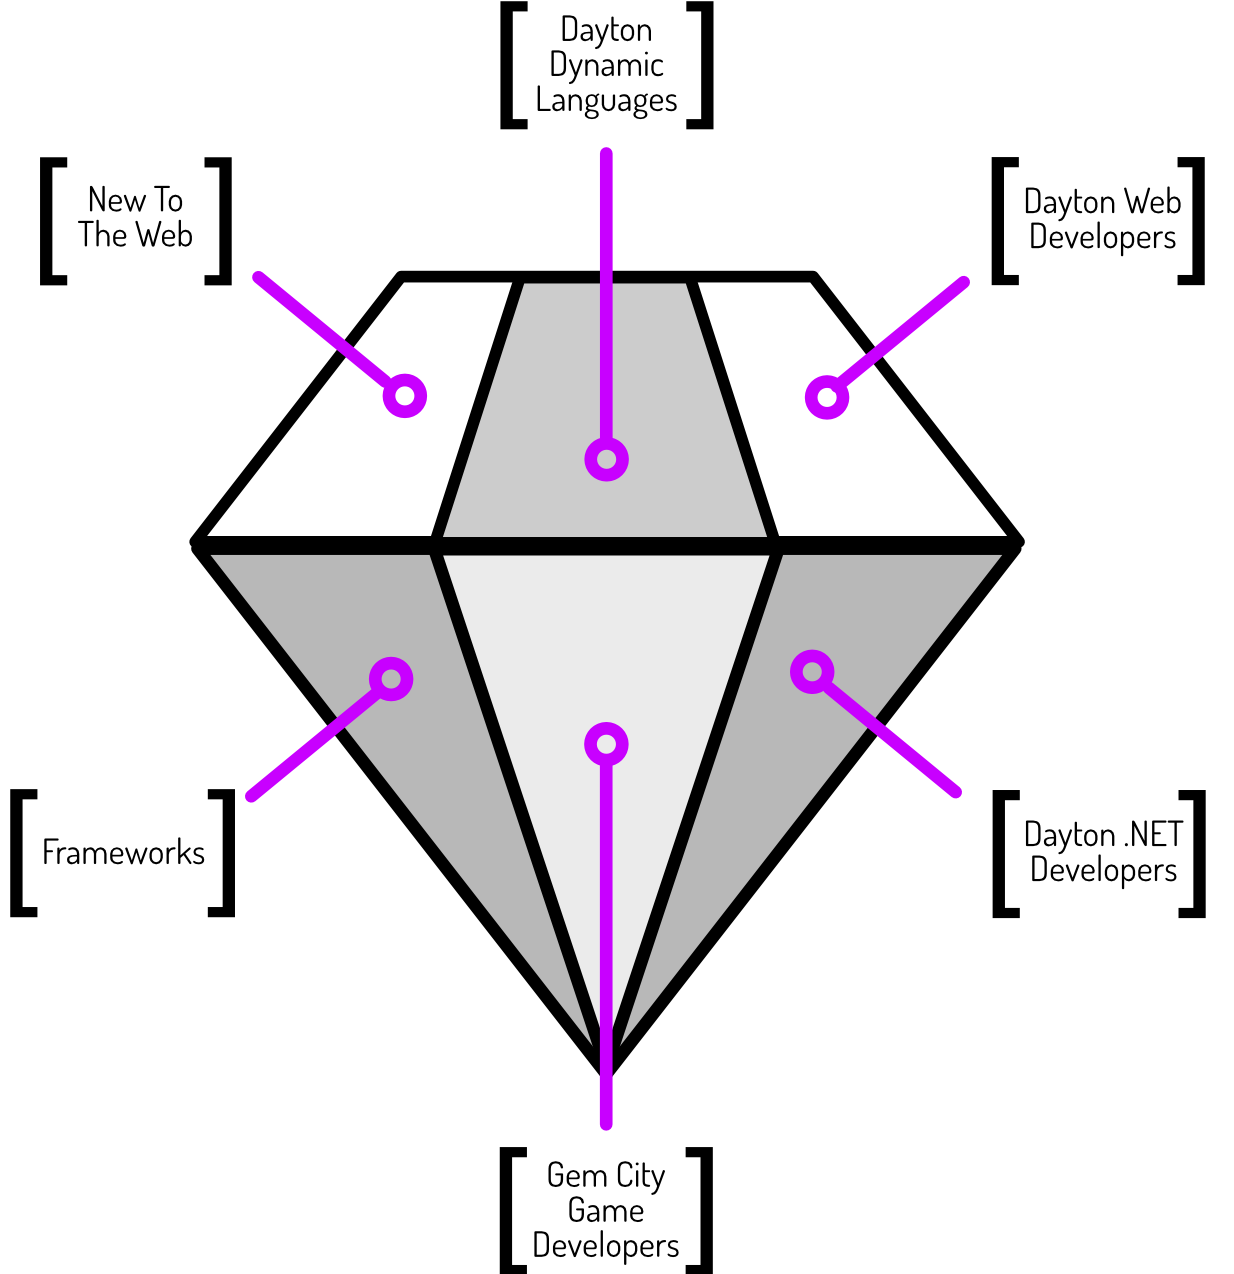 Dayton
Dynamic
Languages
New To
The Web
Dayton Web
Developers
Frameworks
Dayton .NET
Developers
Gem City
Game
Developers